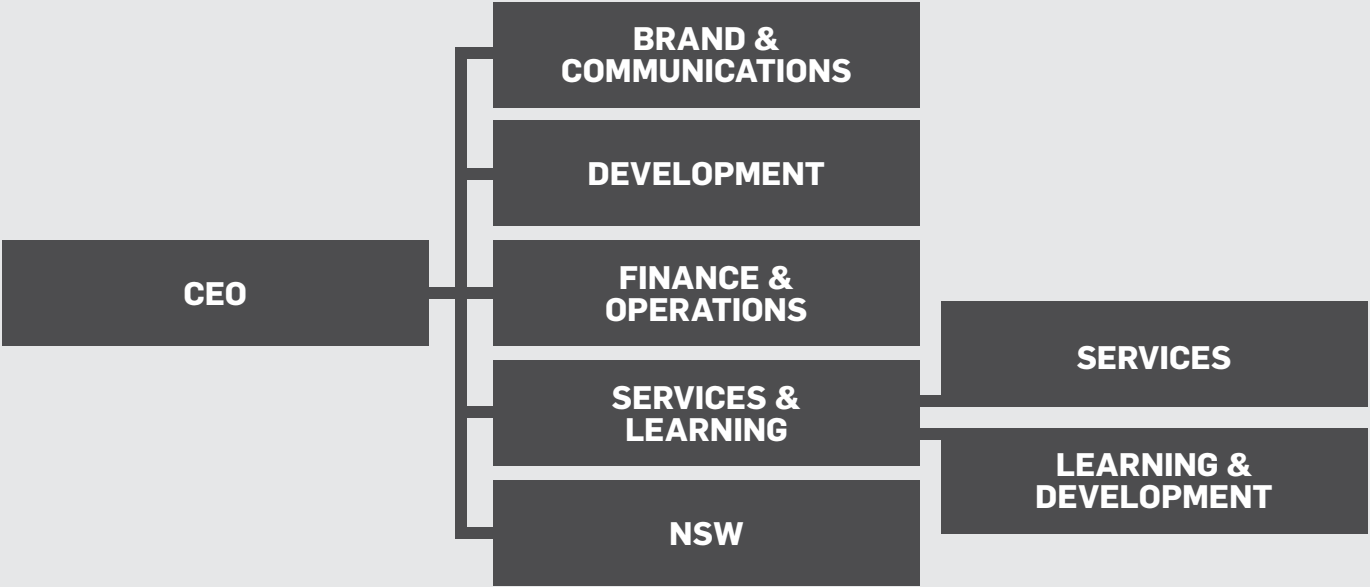 BRAND &
COMMUNICATIONS
DEVELOPMENT
CEO
FINANCE &
OPERATIONS
SERVICES &
LEARNING
NSW
SERVICES
LEARNING &
DEVELOPMENT